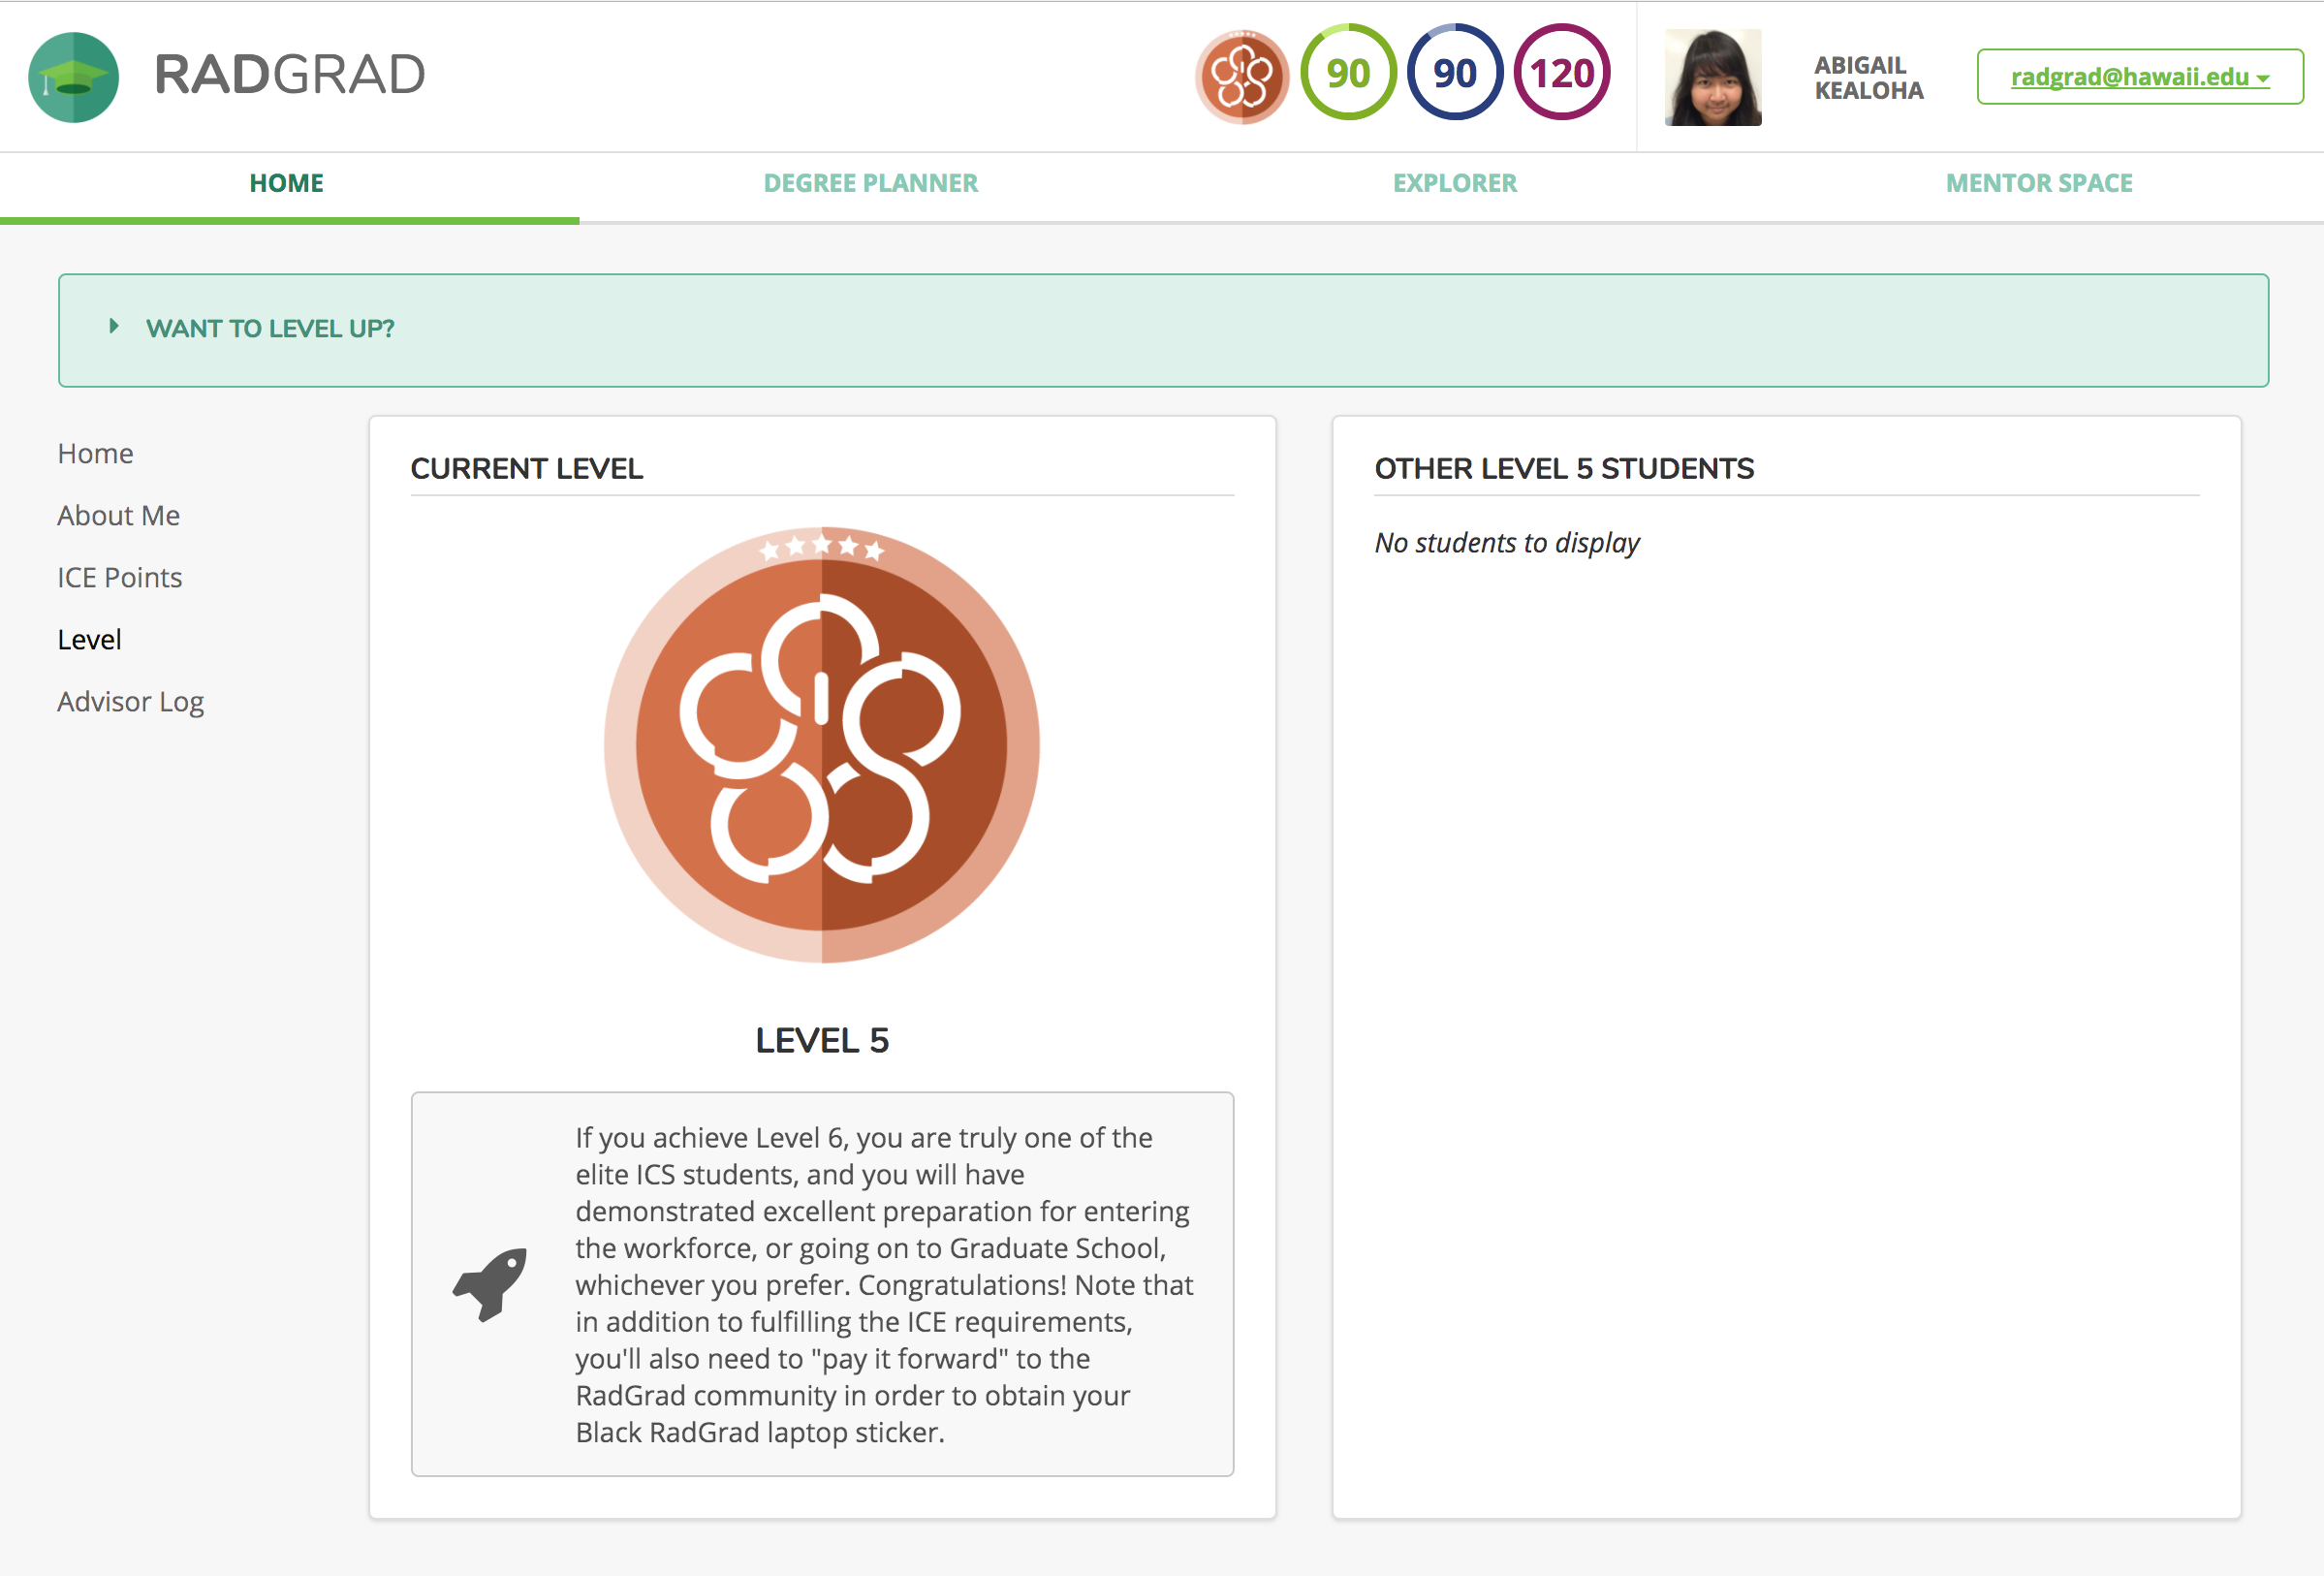 RADGRAD
90
90
120
ABIGAIL
KEALOHA
radgrad@hawaii.edu
HOME
DEGREE PLANNER
EXPLORER
MENTOR SPACE
WANT TO LEVEL UP?
Home
About Me
ICE Points
Level
Advisor Log
CURRENT LEVEL
LEVEL 5
If you achieve Level 6, you are truly one of the
elite ICS students, and you will have
demonstrated excellent preparation for entering
the workforce, or going on to Graduate School,
whichever you prefer. Congratulations! Note that
in addition to fulfilling the ICE requirements,
you'll also need to "pay it forward" to the
RadGrad community in order to obtain your
Black RadGrad laptop sticker.
OTHER LEVEL 5 STUDENTS
No students to display